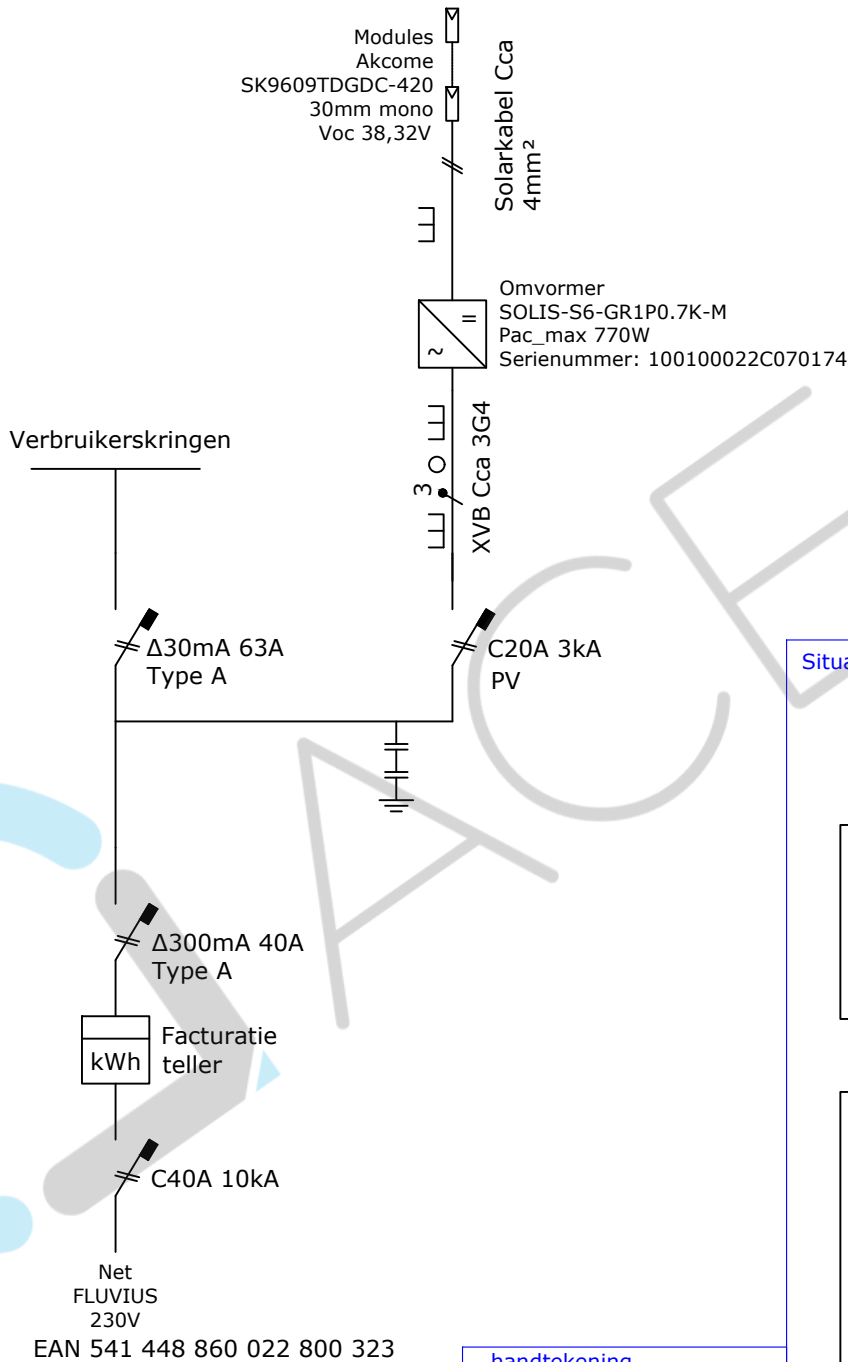 Modules
Akcome
SK9609TDGDC-420
30mm mono
Voc 38,32V
Solarkabel Cca
4mm²
Omvormer
SOLIS-S6-GR1P0.7K-M
Pac_max 770W
Serienummer: 100100022C070174
=
~
XVB Cca 3G4
3
Verbruikerskringen
Δ30mA 63A
Type A
C20A 3kA
PV
Situa
Δ300mA 40A
Type A
kWh
Facturatie
teller
C40A 10kA
Net
FLUVIUS
230V
EAN 541 448 860 022 800 323
handtekening
ACE